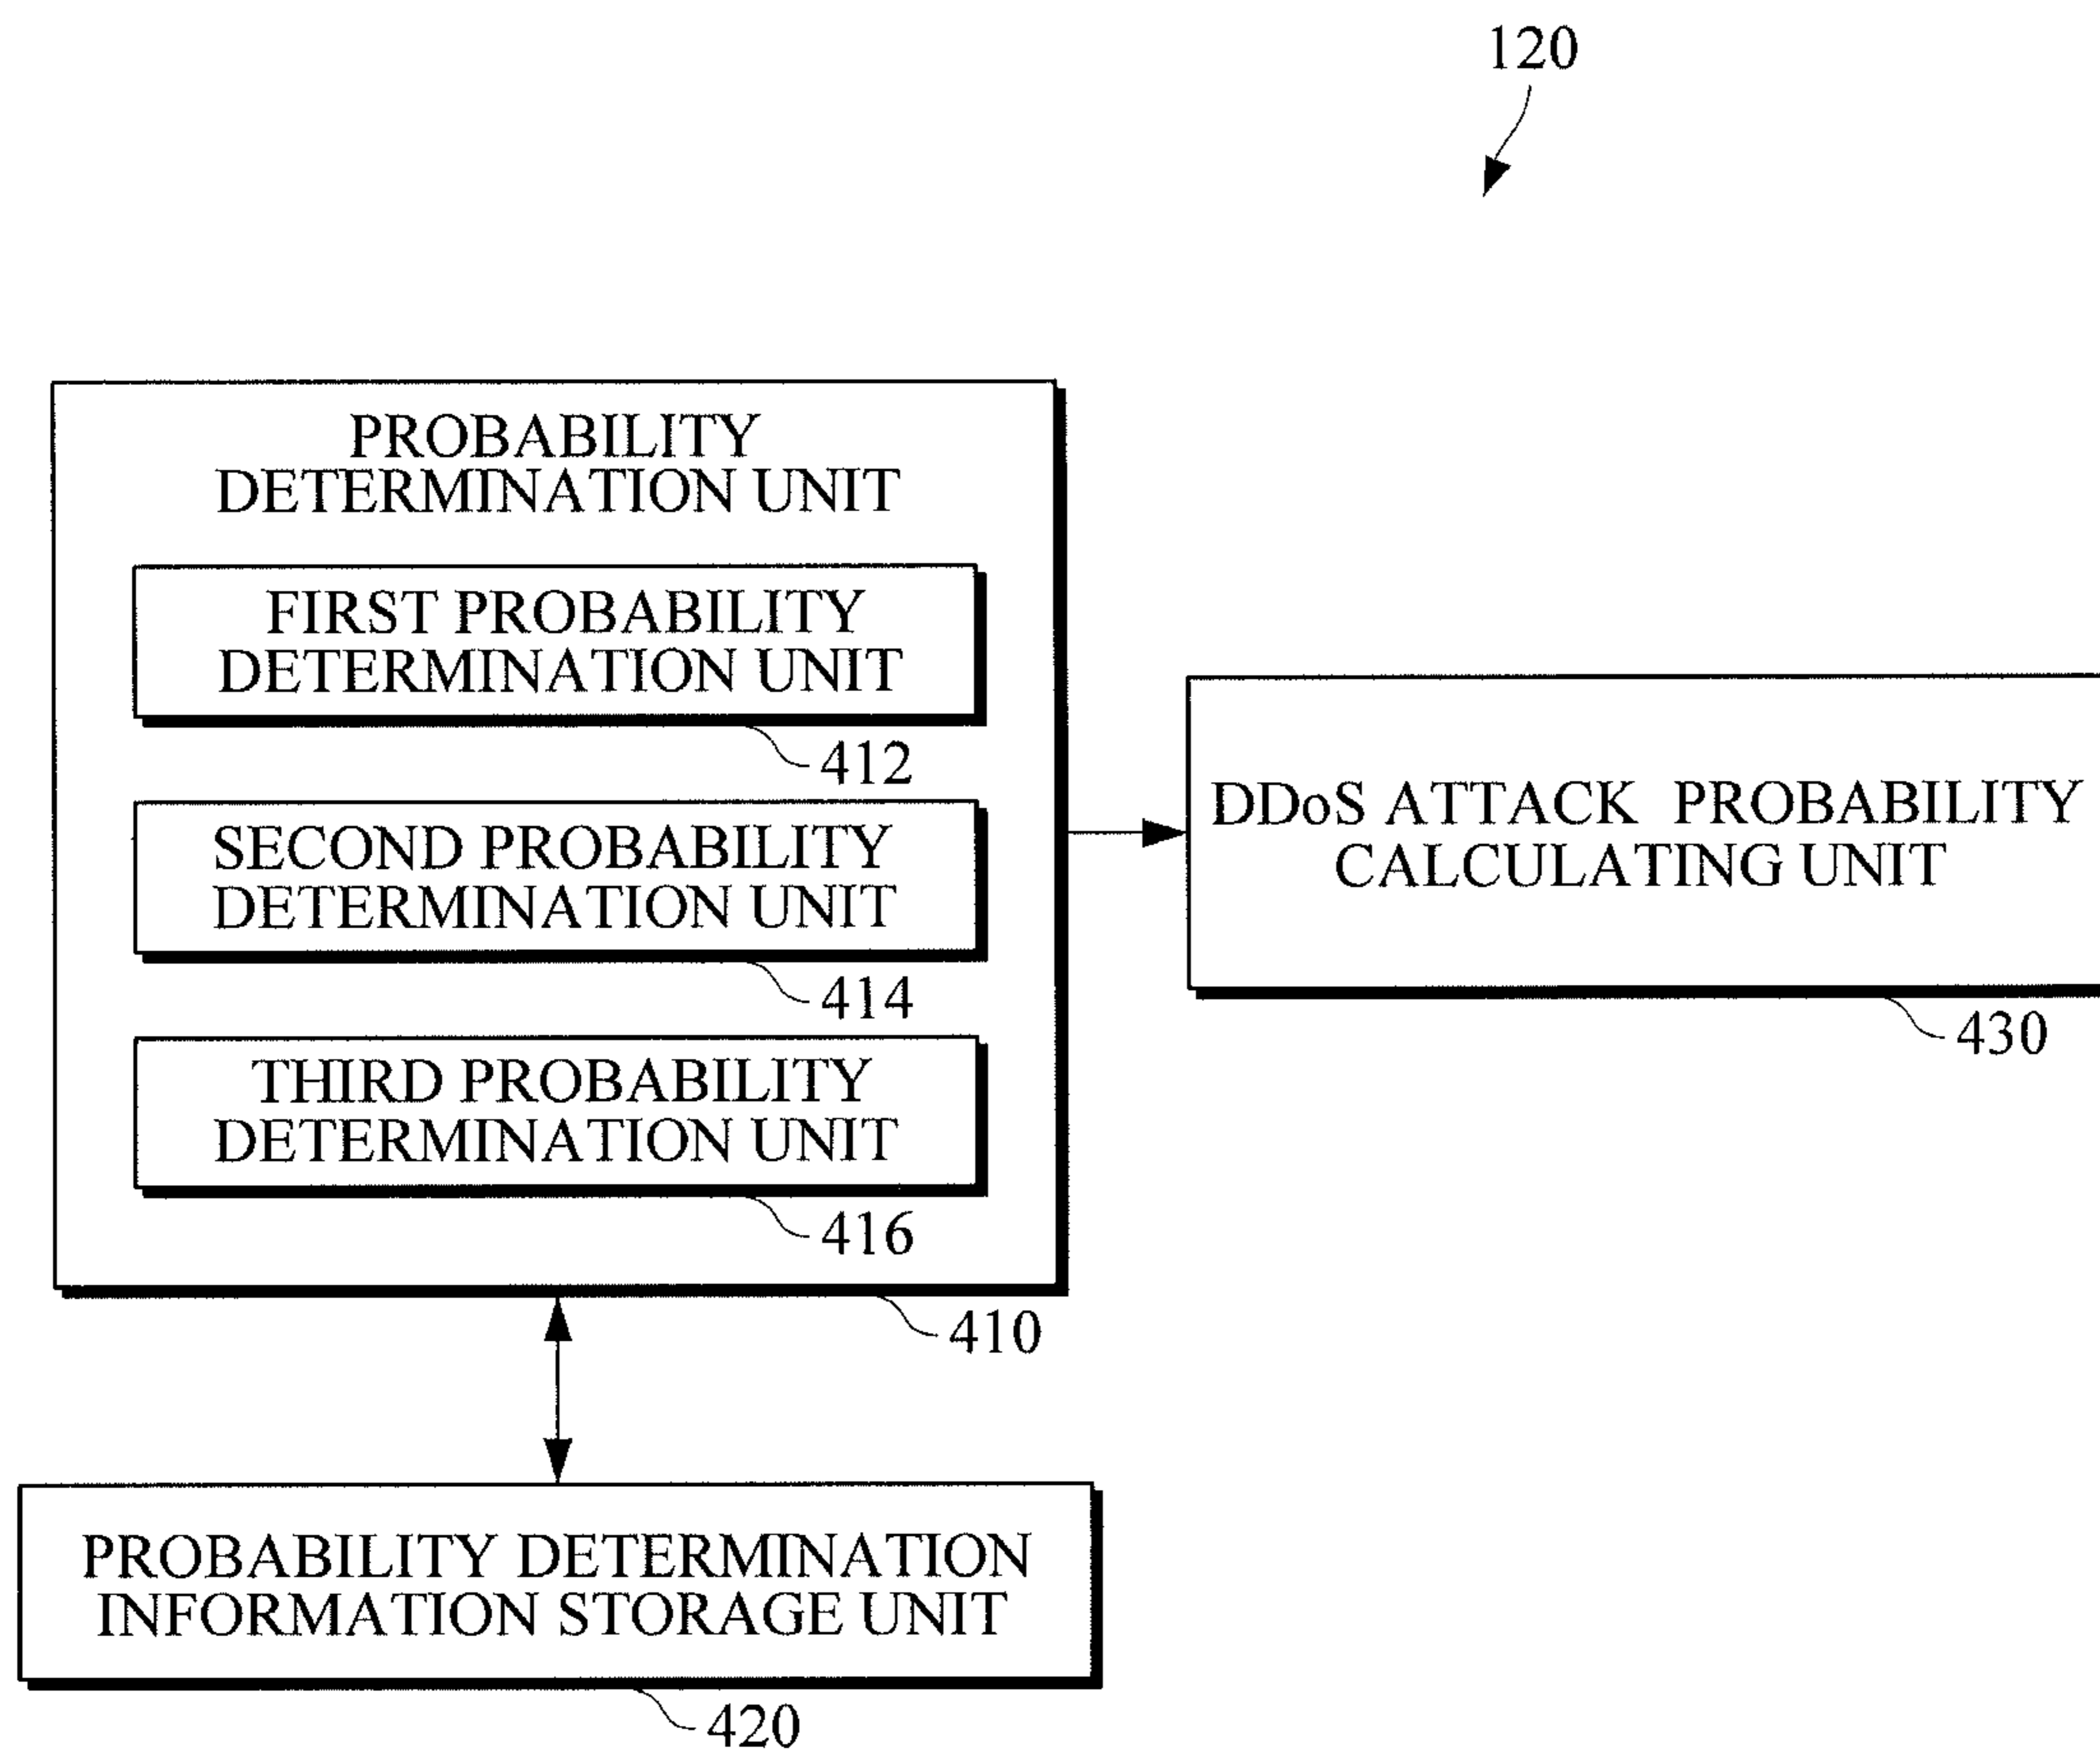 120
PROBABILITY
DETERMINATION UNIT
FIRST PROBABILITY
DETERMINATION UNIT
412
SECOND PROBABILITY
DETERMINATION UNIT
414
THIRD PROBABILITY
DETERMINATION UNIT
416
410
DDoS ATTACK PROBABILITY
CALCULATING UNIT
430
PROBABILITY DETERMINATION
INFORMATION STORAGE UNIT
420